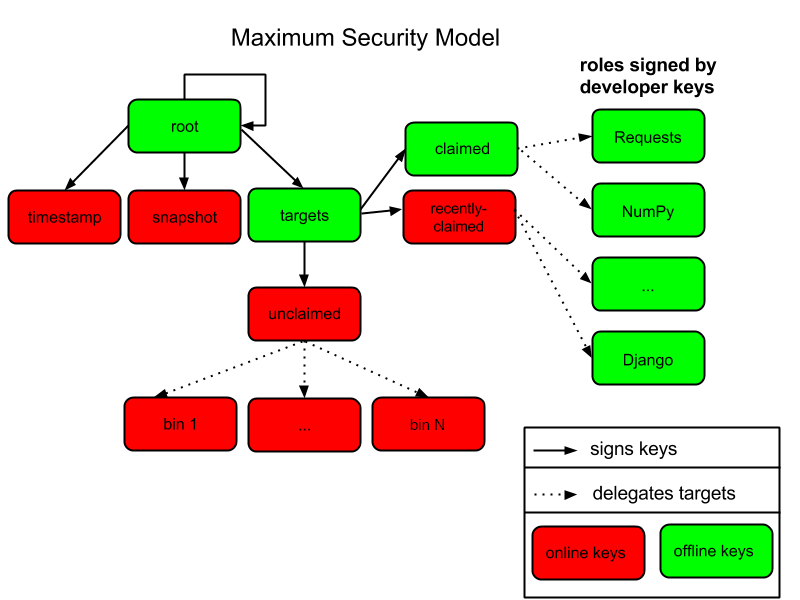 Maximum Security Model
roles signed by
developer keys
root
claimed
Requests
timestamp
snapshot
targets
recently-
claimed
NumPy
unclaimed
...
Django
bin 1
...
bin N
signs keys
delegates targets
online keys
offline keys